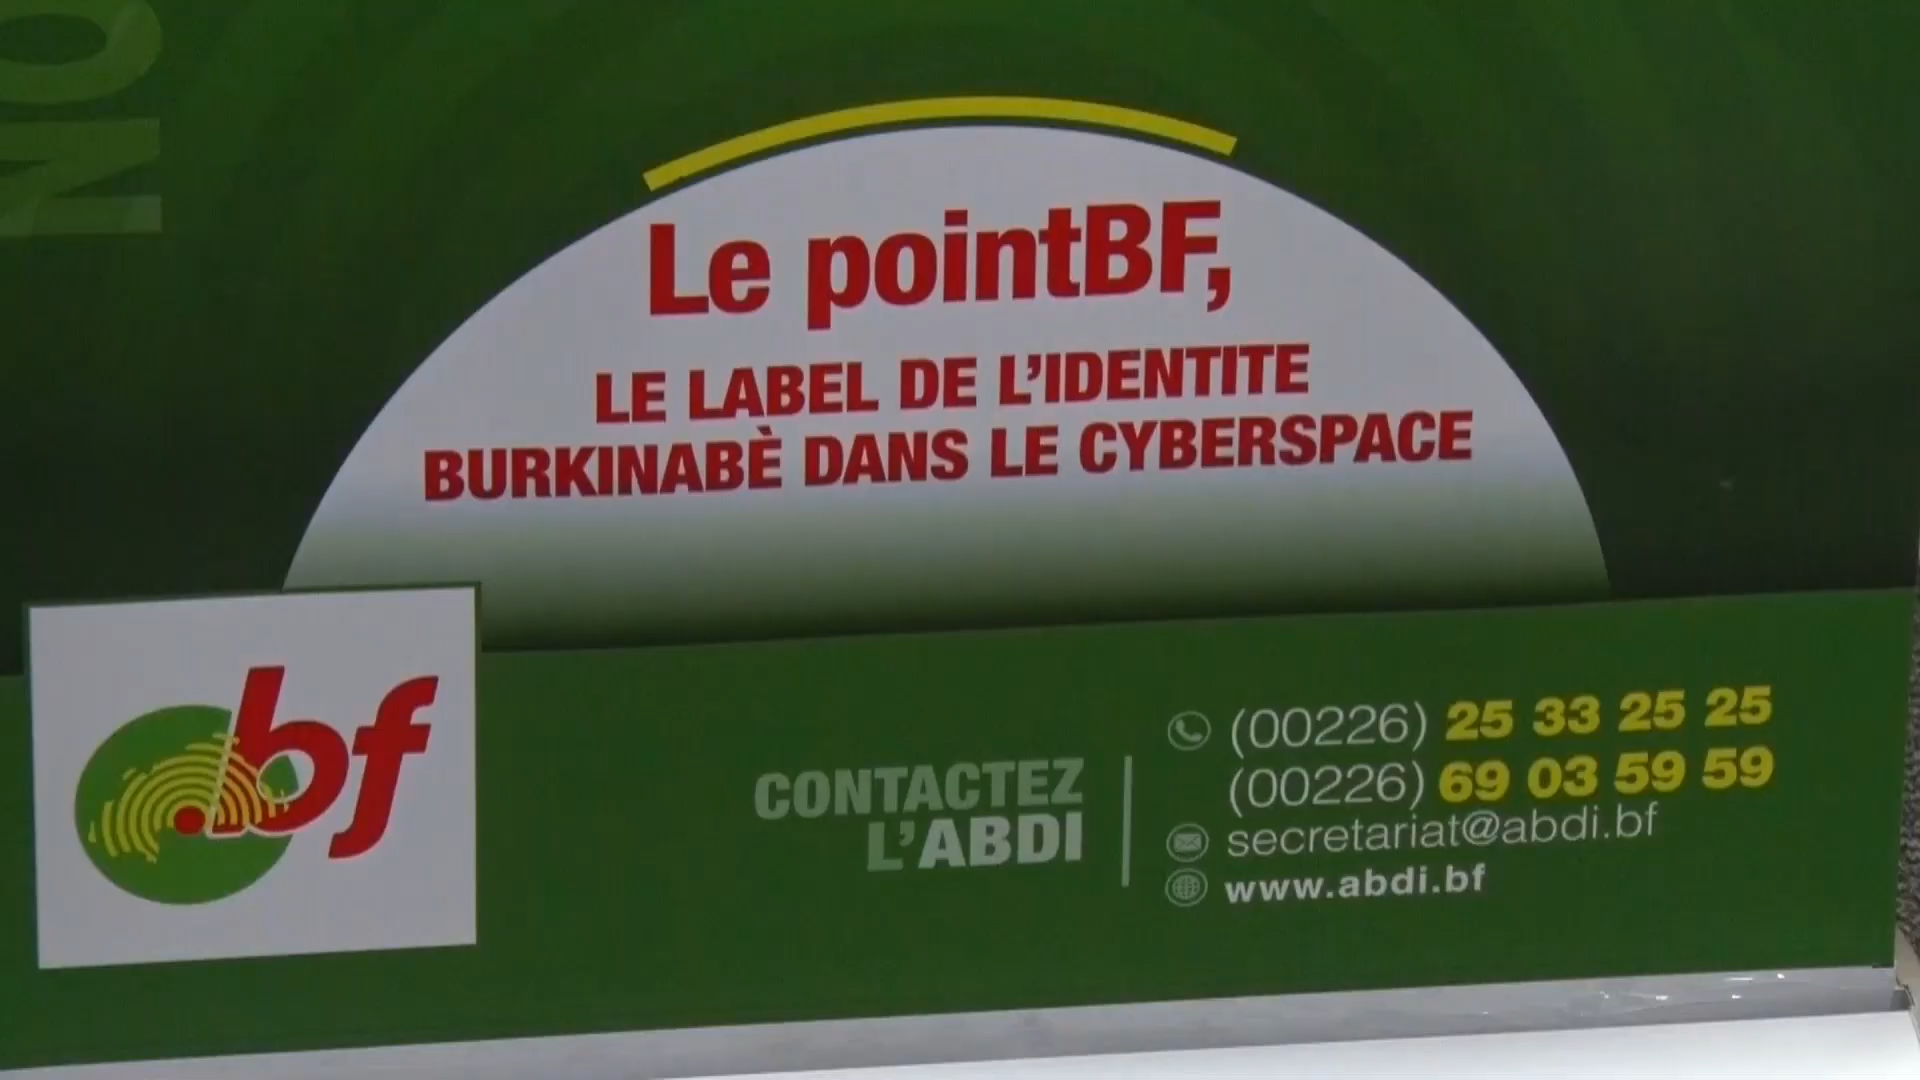 ON
Le pointBF,
LE LABEL DE L'IDENTITE
BURKINABÈ DANS LE CYBERSPACE
.bf
CONTACTEZ
L'ABDI
(00226) 25 33 25 25
(00226) 69 03 59 59
secretariat@abdi.bf
www.abdi.bf